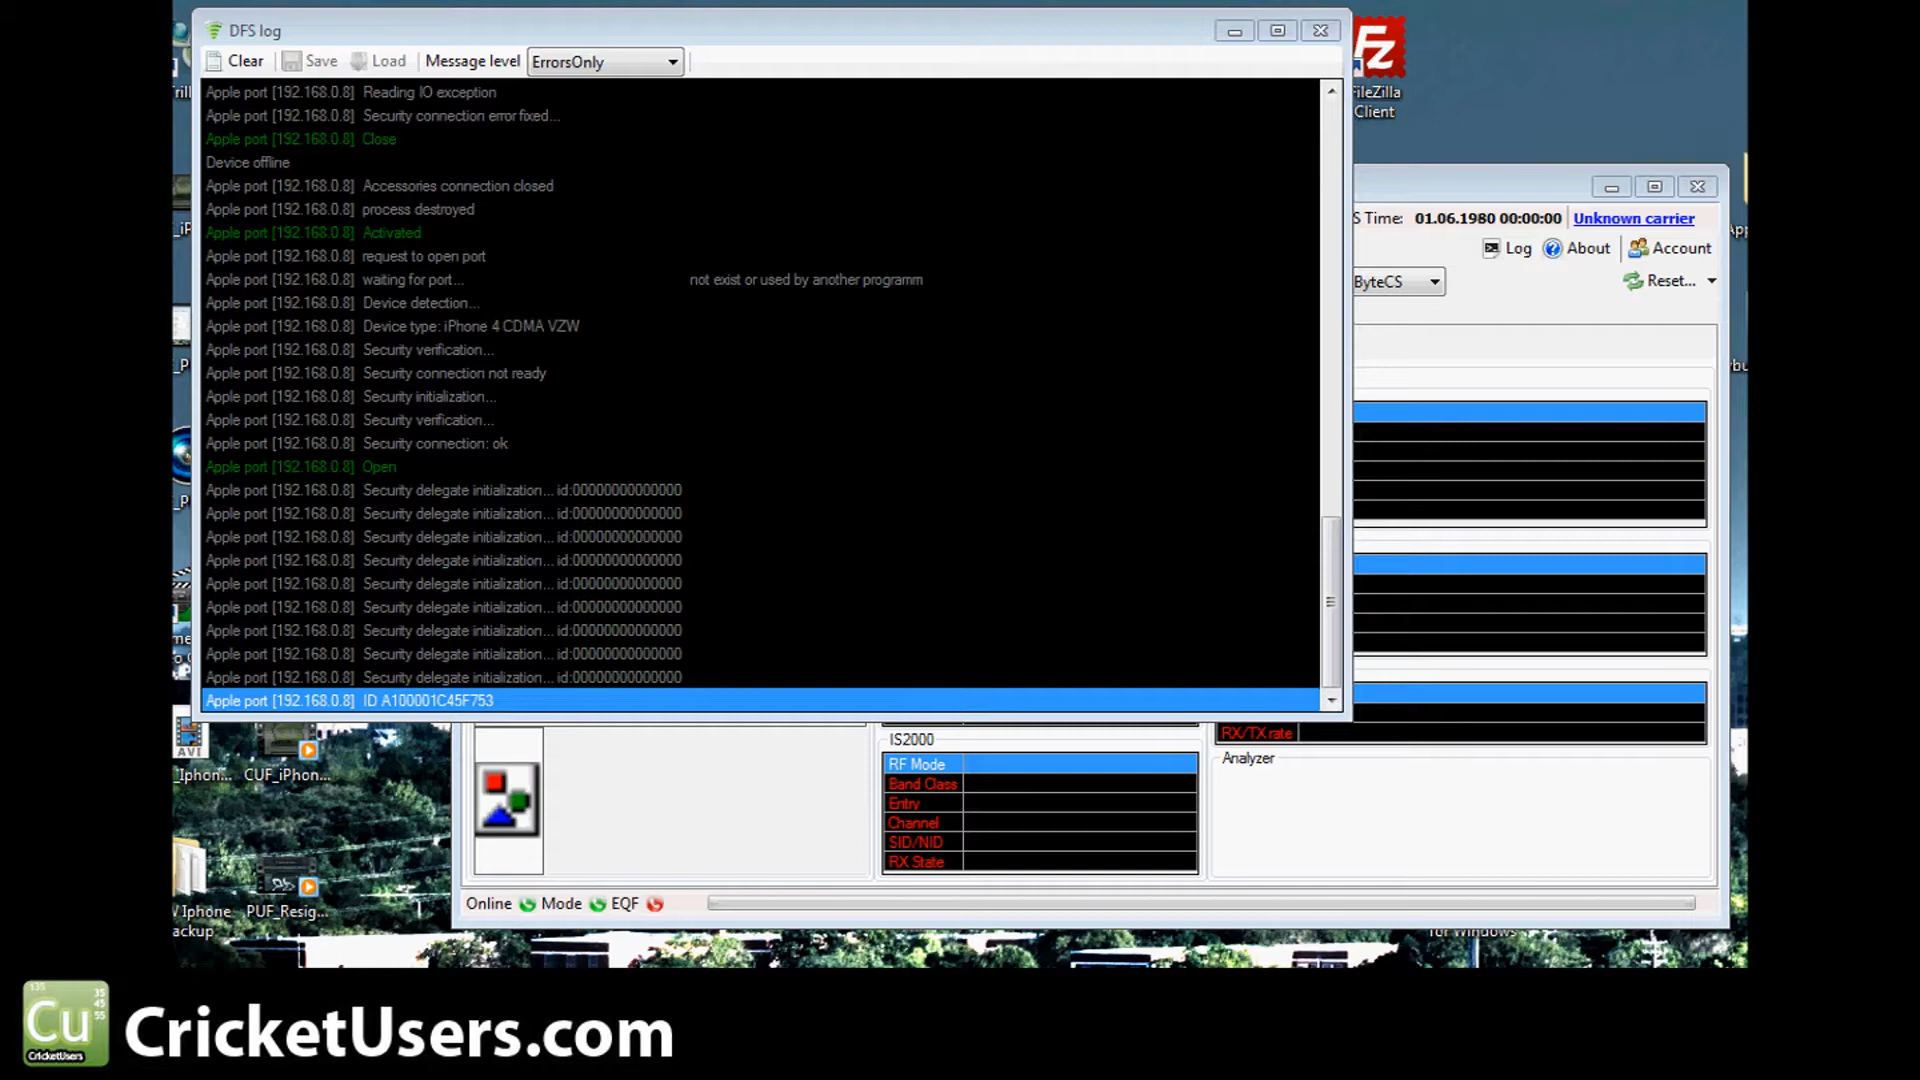 DFS log
Clear Save Load Message level ErrorsOnly
Apple port [192.168.0.8] Reading IO exception
Apple port [192.168.0.8] Security connection error fixed...
Apple port [192.168.0.8] Close
Device offline
Apple port [192.168.0.8] Accessories connection closed
Apple port [192.168.0.8] process destroyed
Apple port [192.168.0.8] Activated
Apple port [192.168.0.8] request to open port
Apple port [192.168.0.8] waiting for port... not exist or used by another programm
Apple port [192.168.0.8] Device detection...
Apple port [192.168.0.8] Device type: iPhone 4 CDMA VZW
Apple port [192.168.0.8] Security verification...
Apple port [192.168.0.8] Security connection not ready
Apple port [192.168.0.8] Security initialization...
Apple port [192.168.0.8] Security verification...
Apple port [192.168.0.8] Security connection: ok
Apple port [192.168.0.8] Open
Apple port [192.168.0.8] Security delegate initialization... id:00000000000000
Apple port [192.168.0.8] Security delegate initialization... id:00000000000000
Apple port [192.168.0.8] Security delegate initialization... id:00000000000000
Apple port [192.168.0.8] Security delegate initialization... id:00000000000000
Apple port [192.168.0.8] Security delegate initialization... id:00000000000000
Apple port [192.168.0.8] Security delegate initialization... id:00000000000000
Apple port [192.168.0.8] Security delegate initialization... id:00000000000000
Apple port [192.168.0.8] Security delegate initialization... id:00000000000000
Apple port [192.168.0.8] Security delegate initialization... id:00000000000000
Apple port [192.168.0.8] ID A100001C45F753
FileZilla
Client
S Time: 01.06.1980 00:00:00 Unknown carrier
Log About Account
ByteCS Reset...
RX/TX rate
Analyzer
IS2000
RF Mode
Band Class
Entry
Channel
SID/NID
RX State
Online Mode EQF
AVI
_Iphon... CUF_iPhon...
Iphone PUF_Resig...
ackup
for Windows
135 35 45 55
Cu
CricketUsers
CricketUsers.com